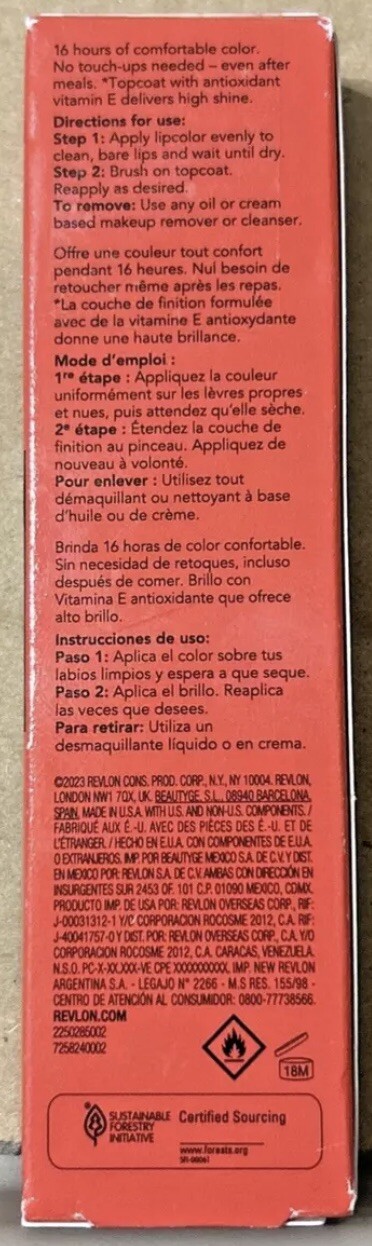 16 hours of comfortable color.
No touch-ups needed – even after
meals. *Topcoat with antioxidant
vitamin E delivers high shine.
Directions for use:
Step 1: Apply lipcolor evenly to
clean, bare lips and wait until dry.
Step 2: Brush on topcoat.
Reapply as desired.
To remove: Use any oil or cream
based makeup remover or cleanser.
Offre une couleur tout confort
pendant 16 heures. Nul besoin de
retoucher même après les repas.
*La couche de finition formulée
avec de la vitamine E antioxydante
donne une haute brillance.
Mode d'emploi :
1re étape : Appliquez la couleur
uniformément sur les lèvres propres
et nues, puis attendez qu'elle sèche.
2e étape : Étendez la couche de
finition au pinceau. Appliquez de
nouveau à volonté.
Pour enlever : Utilisez tout
démaquillant ou nettoyant à base
d'huile ou de crème.
Brinda 16 horas de color confortable.
Sin necesidad de retoques, incluso
después de comer. Brillo con
Vitamina E antioxidante que ofrece
alto brillo.
Instrucciones de uso:
Paso 1: Aplica el color sobre tus
labios limpios y espera a que seque.
Paso 2: Aplica el brillo. Reaplica
las veces que desees.
Para retirar: Utiliza un
desmaquillante líquido o en crema.
©2023 REVLON CONS. PROD. CORP., N.Y., NY 10004. REVLON,
LONDON NW1 7QX, UK. BEAUTYGE, S.L., 08940 BARCELONA,
SPAIN. MADE IN U.S.A. WITH U.S. AND NON-U.S. COMPONENTS. /
FABRIQUÉ AUX É.-U. AVEC DES PIÈCES DES É.-U. ET DE
L'ÉTRANGER. / HECHO EN E.U.A. CON COMPONENTES DE E.U.A.
O EXTRANJEROS. IMP. POR BEAUTYGE MEXICO S.A. DE C.V. Y DIST.
EN MEXICO POR: REVLON S.A. DE C.V. AMBAS CON DIRECCIÓN EN
INSURGENTES SUR 2453 OF. 101 C.P. 01090 MEXICO, CDMX.
PRODUCTO IMP. DE USA POR: REVLON OVERSEAS CORP., RIF:
J-00031312-1 Y/C CORPORACION ROCOSME 2012, C.A. RIF:
J-40041757-0 Y DIST. POR: REVLON OVERSEAS CORP., C.A. Y/O
CORPORACION ROCOSME 2012, C.A. CARACAS, VENEZUELA.
N.S.O. PC-X-XX.XXX-VE CPE XXXXXXXXXX. IMP. NEW REVLON
ARGENTINA S.A. - LEGAJO N° 2266 - M.S RES. 155/98 -
CENTRO DE ATENCIÓN AL CONSUMIDOR: 0800-77738566.
REVLON.COM
2250285002
7258240002
18M
SUSTAINABLE
FORESTRY
INITIATIVE
Certified Sourcing
www.forests.org
SFI-00061